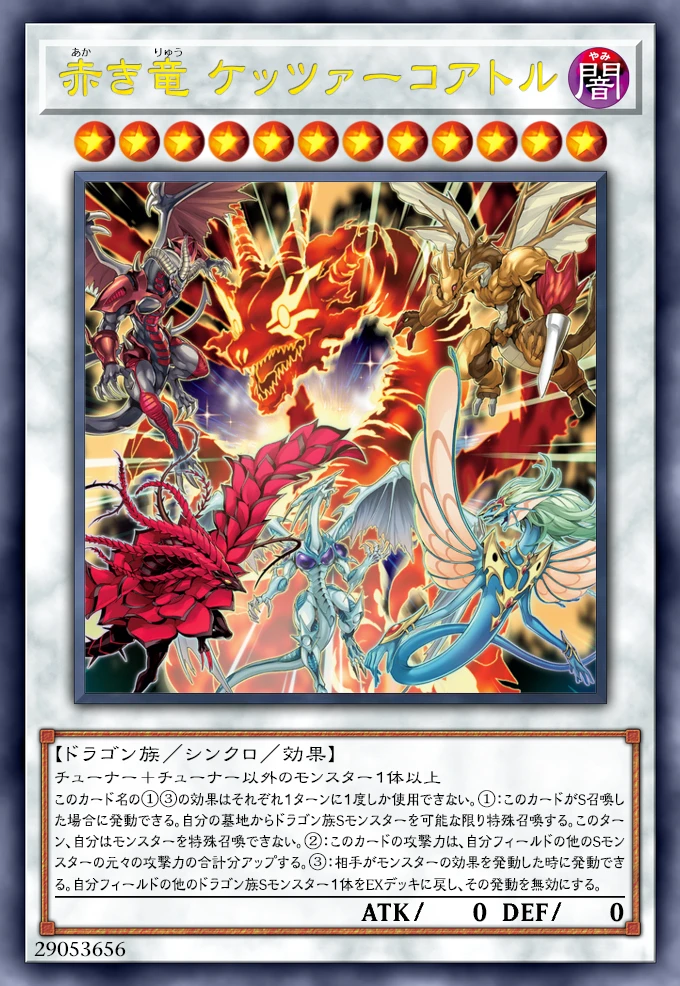 あか りゅう
赤き竜 ケッツァーコアトル
やみ
闇
【ドラゴン族／シンクロ／効果】
チューナー＋チューナー以外のモンスター１体以上
このカード名の①③の効果はそれぞれ１ターンに１度しか使用できない。①：このカードがS召喚し
た場合に発動できる。自分の墓地からドラゴン族Sモンスターを可能な限り特殊召喚する。このター
ン、自分はモンスターを特殊召喚できない。②：このカードの攻撃力は、自分フィールドの他のSモン
スターの元々の攻撃力の合計分アップする。③：相手がモンスターの効果を発動した時に発動でき
る。自分フィールドの他のドラゴン族Sモンスター１体をEXデッキに戻し、その発動を無効にする。
ATK/ 0 DEF/ 0
29053656